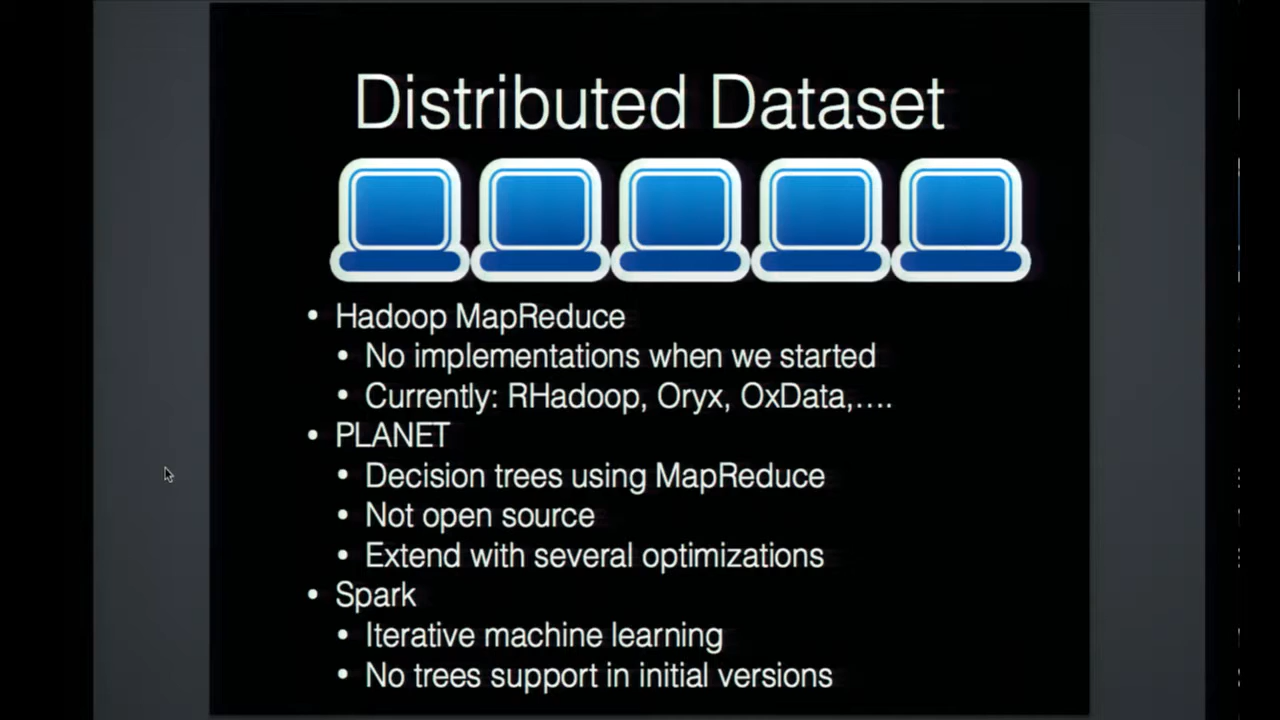 Distributed Dataset
• Hadoop MapReduce
• No implementations when we started
• Currently: RHadoop, Oryx, OxData,....
• PLANET
• Decision trees using MapReduce
• Not open source
• Extend with several optimizations
• Spark
• Iterative machine learning
• No trees support in initial versions